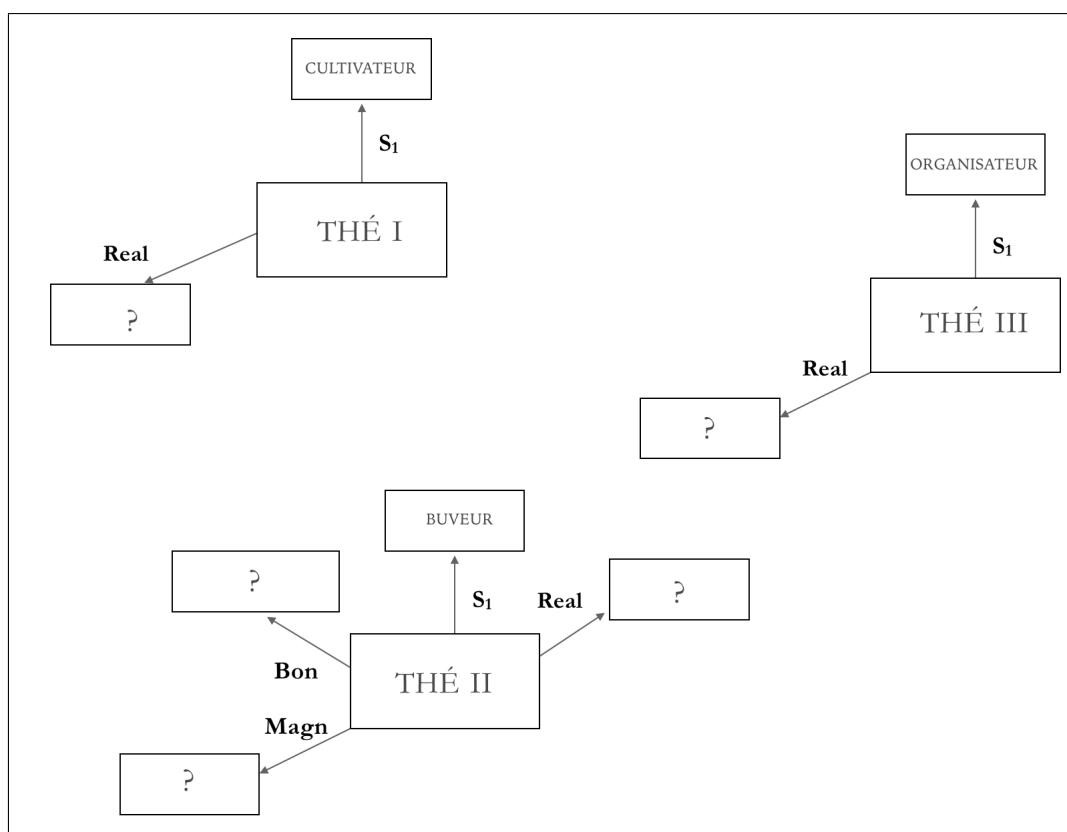 CULTIVATEUR
S₁
THÉ I
Real
?
ORGANISATEUR
S₁
THÉ III
Real
?
BUVEUR
?
?
S₁
Real
Bon
THÉ II
Magn
?